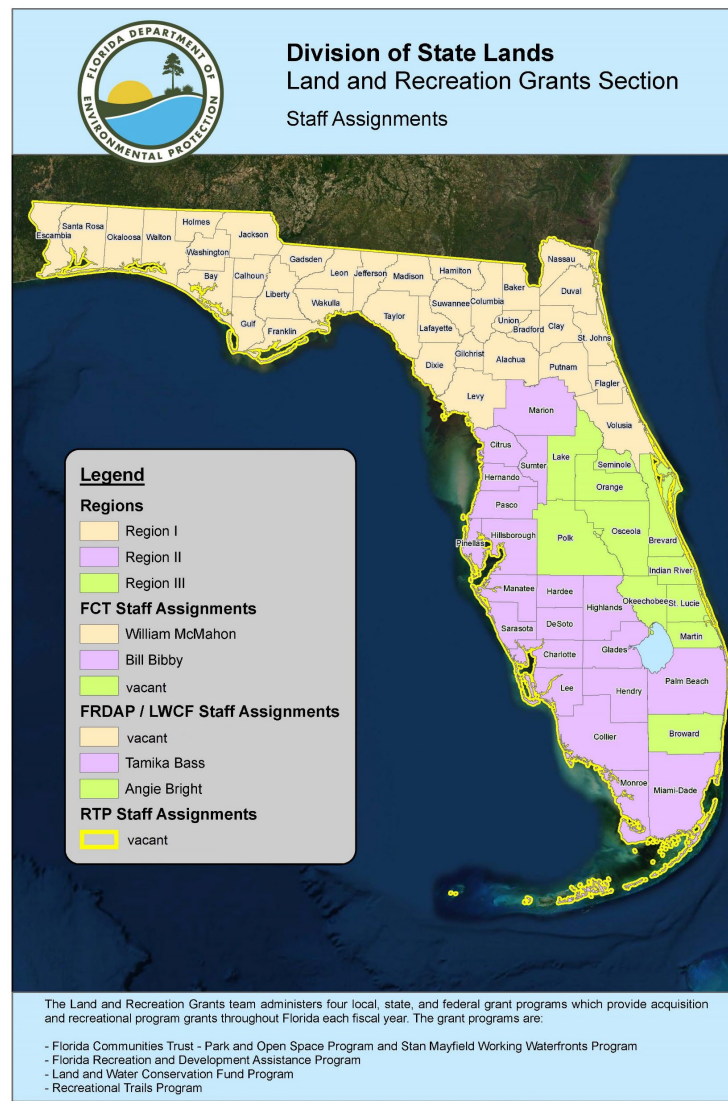 FLORIDA DEPARTMENT OF
ENVIRONMENTAL PROTECTION
Division of State Lands
Land and Recreation Grants Section
Staff Assignments
Escambia
Santa Rosa
Okaloosa
Walton
Holmes
Jackson
Washington
Bay
Calhoun
Gadsden
Liberty
Gulf
Franklin
Leon
Wakulla
Jefferson
Madison
Taylor
Hamilton
Suwannee
Columbia
Lafayette
Dixie
Gilchrist
Baker
Union
Bradford
Alachua
Levy
Nassau
Duval
Clay
St. Johns
Putnam
Flagler
Volusia
Marion
Citrus
Sumter
Lake
Seminole
Hernando
Orange
Pasco
Hillsborough
Pinellas
Polk
Osceola
Brevard
Indian River
Manatee
Hardee
Highlands
Okeechobee
St. Lucie
Sarasota
DeSoto
Martin
Charlotte
Glades
Lee
Hendry
Palm Beach
Collier
Broward
Monroe
Miami-Dade
Legend
Regions
Region I
Region II
Region III
FCT Staff Assignments
William McMahon
Bill Bibby
vacant
FRDAP / LWCF Staff Assignments
vacant
Tamika Bass
Angie Bright
RTP Staff Assignments
vacant
The Land and Recreation Grants team administers four local, state, and federal grant programs which provide acquisition
and recreational program grants throughout Florida each fiscal year. The grant programs are:
- Florida Communities Trust - Park and Open Space Program and Stan Mayfield Working Waterfronts Program
- Florida Recreation and Development Assistance Program
- Land and Water Conservation Fund Program
- Recreational Trails Program